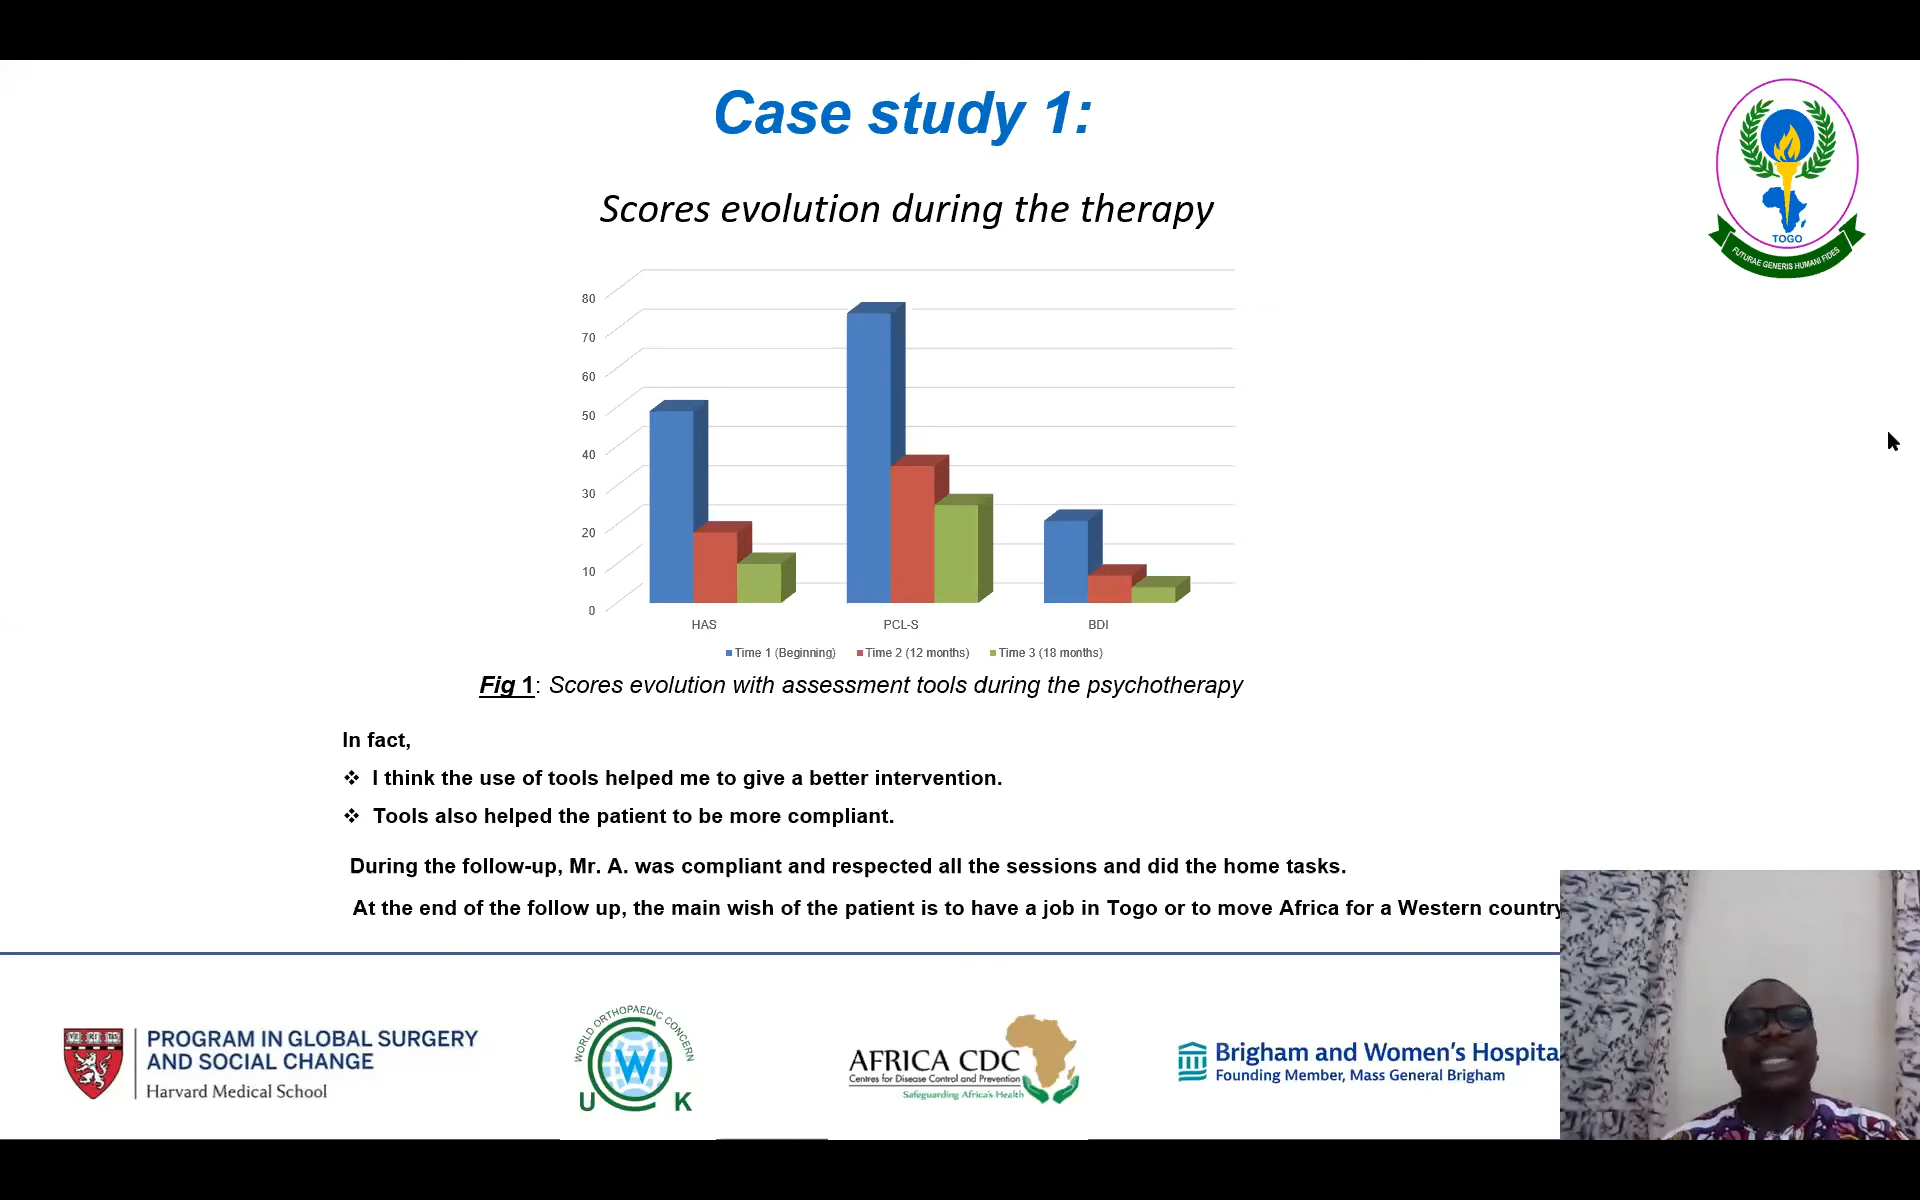 Case study 1:
Scores evolution during the therapy
TOGO
FUTURAE GENERIS HUMANI FIDES
80
70
60
50
40
30
20
10
0
HAS PCL-S BDI
Time 1 (Beginning) Time 2 (12 months) Time 3 (18 months)
Fig 1: Scores evolution with assessment tools during the psychotherapy
In fact,
❖ I think the use of tools helped me to give a better intervention.
❖ Tools also helped the patient to be more compliant.
During the follow-up, Mr. A. was compliant and respected all the sessions and did the home tasks.
At the end of the follow up, the main wish of the patient is to have a job in Togo or to move Africa for a Western country
VE RI TAS
PROGRAM IN GLOBAL SURGERY
AND SOCIAL CHANGE
Harvard Medical School
WORLD ORTHOPAEDIC CONCERN
W
U K
AFRICA CDC
Centres for Disease Control and Prevention
Safeguarding Africa's Health
Brigham and Women's Hospita
Founding Member, Mass General Brigham